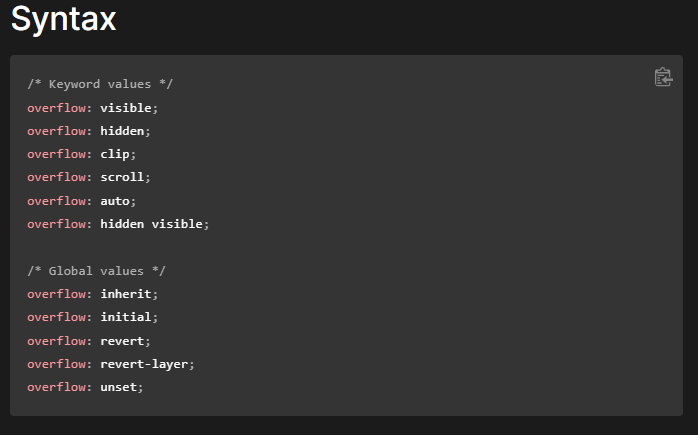 Syntax
/* Keyword values */
overflow: visible;
overflow: hidden;
overflow: clip;
overflow: scroll;
overflow: auto;
overflow: hidden visible;
/* Global values */
overflow: inherit;
overflow: initial;
overflow: revert;
overflow: revert-layer;
overflow: unset;